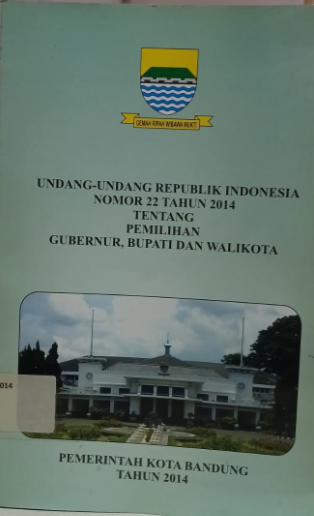 GEMAH RIPAH WIBAWA MUKTI
UNDANG-UNDANG REPUBLIK INDONESIA
NOMOR 22 TAHUN 2014
TENTANG
PEMILIHAN
GUBERNUR, BUPATI DAN WALIKOTA
014
PEMERINTAH KOTA BANDUNG
TAHUN 2014